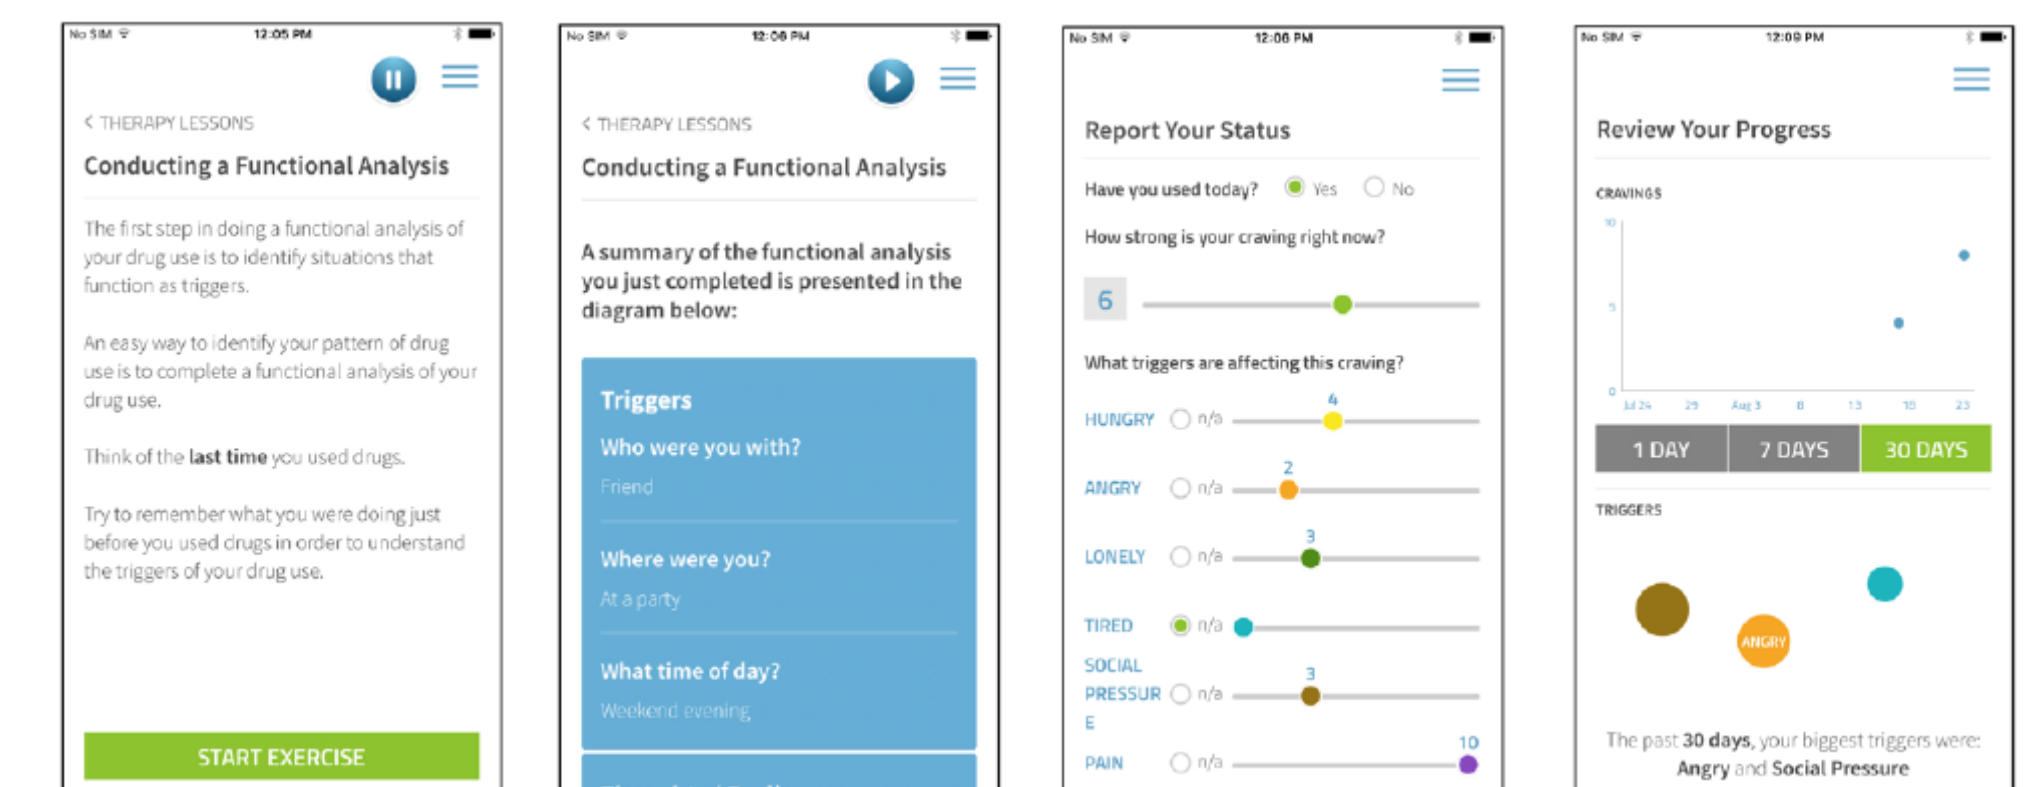 No SIM 12:05 PM
< THERAPY LESSONS
Conducting a Functional Analysis
The first step in doing a functional analysis of
your drug use is to identify situations that
function as triggers.
An easy way to identify your pattern of drug
use is to complete a functional analysis of your
drug use.
Think of the last time you used drugs.
Try to remember what you were doing just
before you used drugs in order to understand
the triggers of your drug use.
START EXERCISE
No SIM 12:06 PM
< THERAPY LESSONS
Conducting a Functional Analysis
A summary of the functional analysis
you just completed is presented in the
diagram below:
Triggers
Who were you with?
Friend
Where were you?
At a party
What time of day?
Weekend evening
No SIM 12:06 PM
Report Your Status
Have you used today? Yes No
How strong is your craving right now?
6
What triggers are affecting this craving?
4
HUNGRY n/a
2
ANGRY n/a
3
LONELY n/a
TIRED n/a
SOCIAL
3
PRESSUR n/a
E
10
PAIN n/a
No SIM 12:09 PM
Review Your Progress
CRAVINGS
10
5
0
Jul 24 29 Aug 3 8 13 18 23
1 DAY 7 DAYS 30 DAYS
TRIGGERS
ANGRY
The past 30 days, your biggest triggers were:
Angry and Social Pressure